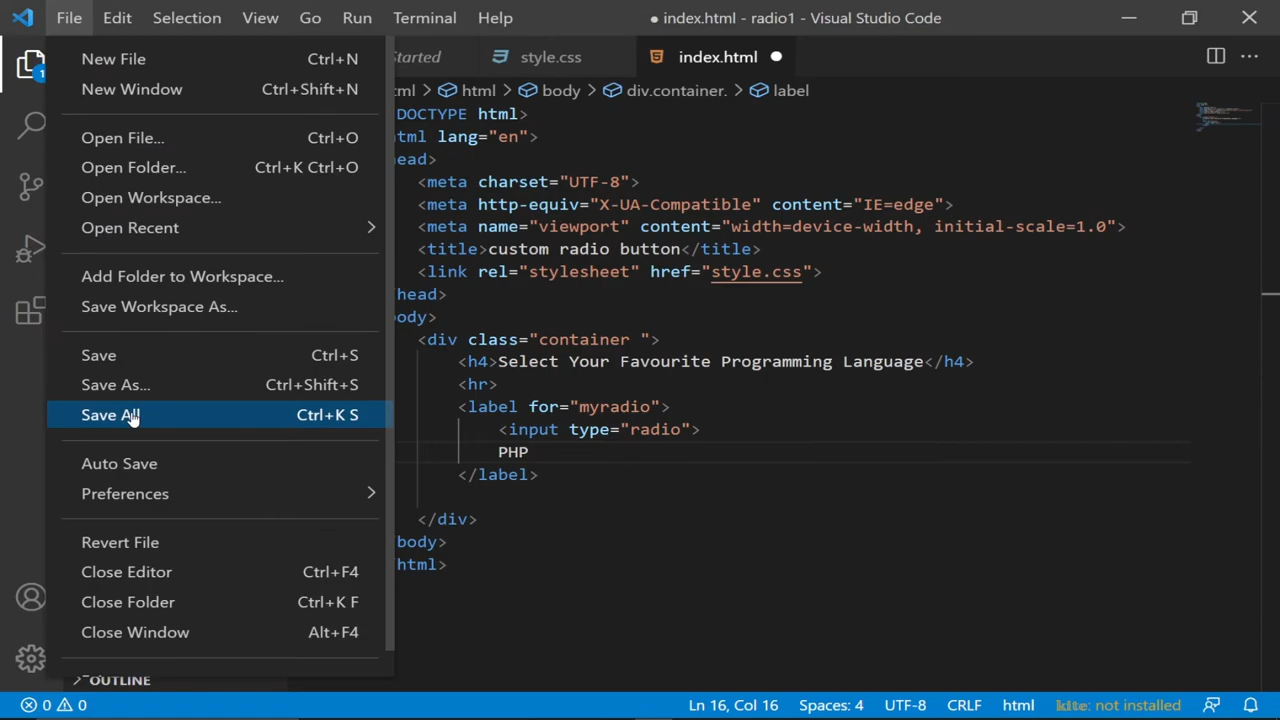 File Edit Selection View Go Run Terminal Help ● index.html - radio1 - Visual Studio Code
Started style.css index.html ●
tml > html > body > div.container. > label
New File Ctrl+N
New Window Ctrl+Shift+N
Open File... Ctrl+O
Open Folder... Ctrl+K Ctrl+O
Open Workspace...
Open Recent >
Add Folder to Workspace...
Save Workspace As...
Save Ctrl+S
Save As... Ctrl+Shift+S
Save All Ctrl+K S
Auto Save
Preferences >
Revert File
Close Editor Ctrl+F4
Close Folder Ctrl+K F
Close Window Alt+F4
OUTLINE
1
DOCTYPE html>
html lang="en">
head>
<meta charset="UTF-8">
<meta http-equiv="X-UA-Compatible" content="IE=edge">
<meta name="viewport" content="width=device-width, initial-scale=1.0">
<title>custom radio button</title>
<link rel="stylesheet" href="style.css">
/head>
body>
<div class="container ">
<h4>Select Your Favourite Programming Language</h4>
<hr>
<label for="myradio">
<input type="radio">
PHP
</label>
</div>
/body>
/html>
0 0 Ln 16, Col 16 Spaces: 4 UTF-8 CRLF html kite: not installed